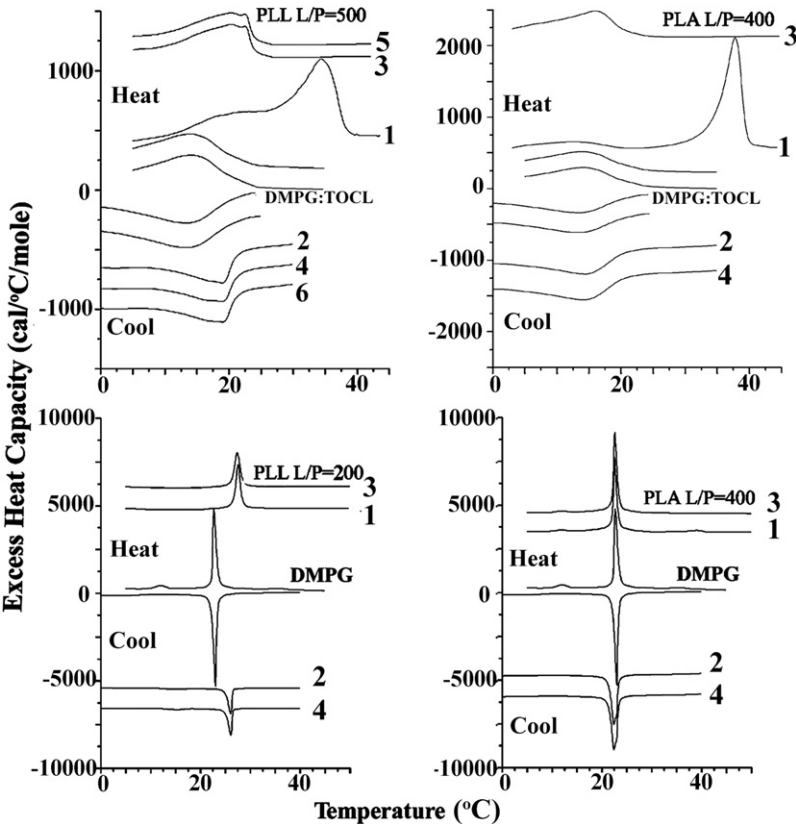 PLL L/P=500
5
3
1
Heat
1000
0
-1000
DMPG:TOCL
2
4
6
Cool
0 20 40
PLA L/P=400
3
1
Heat
2000
1000
0
-1000
-2000
DMPG:TOCL
2
4
Cool
0 20 40
Excess Heat Capacity (cal/°C/mole)
10000
5000
0
-5000
-10000
PLL L/P=200
3
1
Heat
DMPG
Cool
2
4
0 20 40
10000
5000
0
-5000
-10000
PLA L/P=400
3
1
Heat
DMPG
2
4
Cool
0 20 40
Temperature (°C)